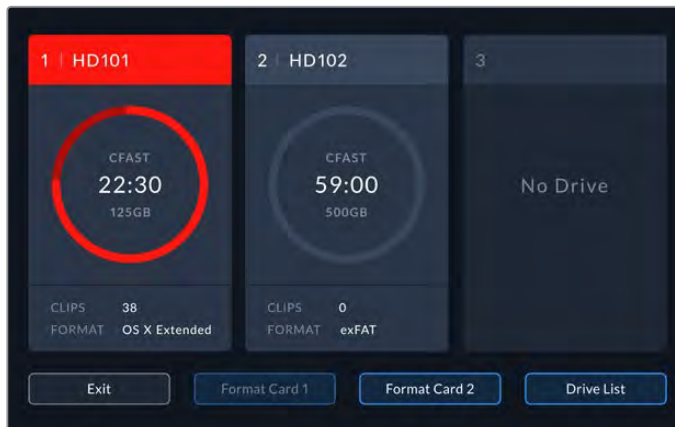 1 | HD101
CFAST
22:30
125GB
CLIPS 38
FORMAT OS X Extended
2 | HD102
CFAST
59:00
500GB
CLIPS 0
FORMAT exFAT
3
No Drive
Exit
Format Card 1
Format Card 2
Drive List